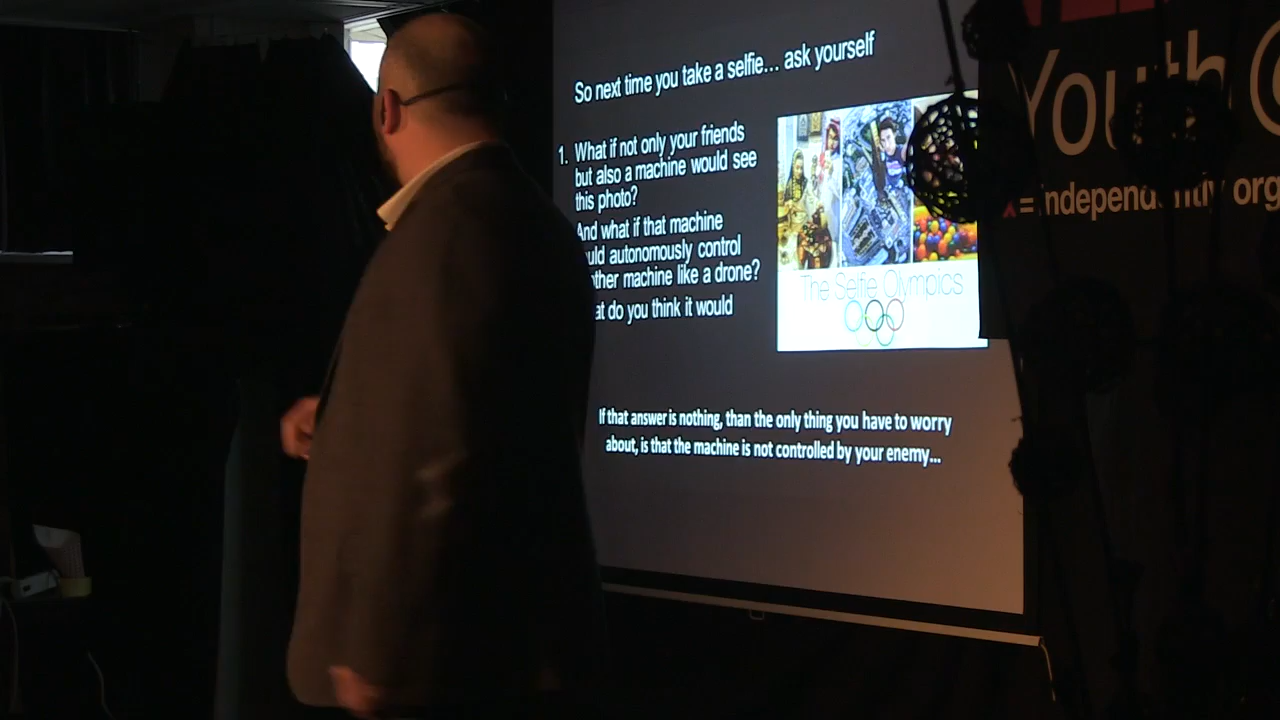 So next time you take a selfie... ask yourself
1. What if not only your friends
but also a machine would see
this photo?
And what if that machine
autonomously control
machine like a drone?
do you think it would
The Selfie Olympics
If that answer is nothing, than the only thing you have to worry
about, is that the machine is not controlled by your enemy...
Youth @
x = independently